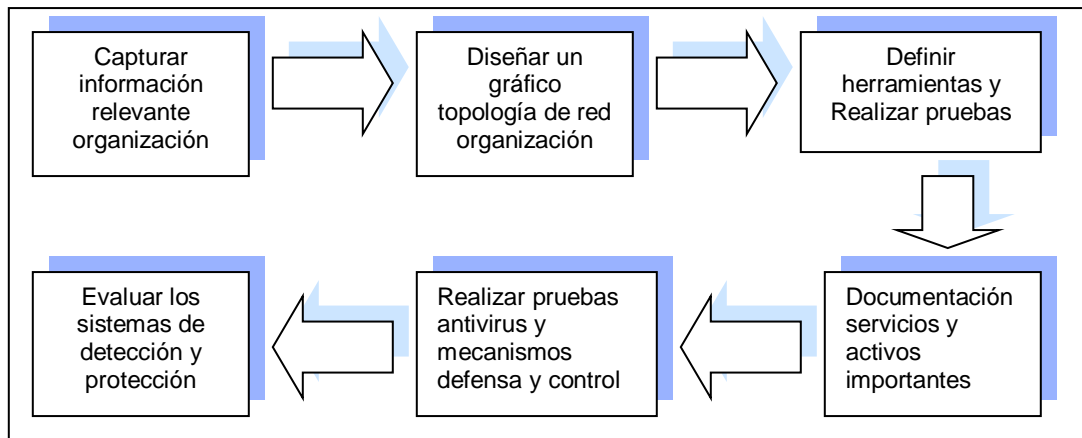 Capturar
información
relevante
organización
Diseñar un
gráfico
topología de red
organización
Definir
herramientas y
Realizar pruebas
Documentación
servicios y
activos
importantes
Realizar pruebas
antivirus y
mecanismos
defensa y control
Evaluar los
sistemas de
detección y
protección